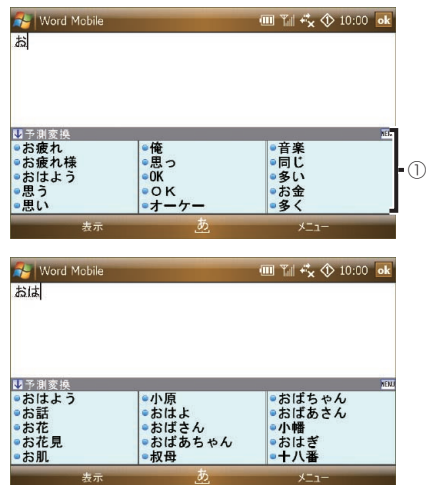 Word Mobile 10:00 ok
お
予測変換 MENU
お疲れ 俺 音楽
お疲れ様 思っ 同じ
おはよう OK 多い
思う ＯＫ お金
思い オーケー 多く
①
表示 あ メニュー
Word Mobile 10:00 ok
おは
予測変換 MENU
おはよう 小原 おばちゃん
お話 おはよ おばあさん
お花 おばさん 小幡
お花見 おばあちゃん おはぎ
お肌 叔母 十八番
表示 あ メニュー